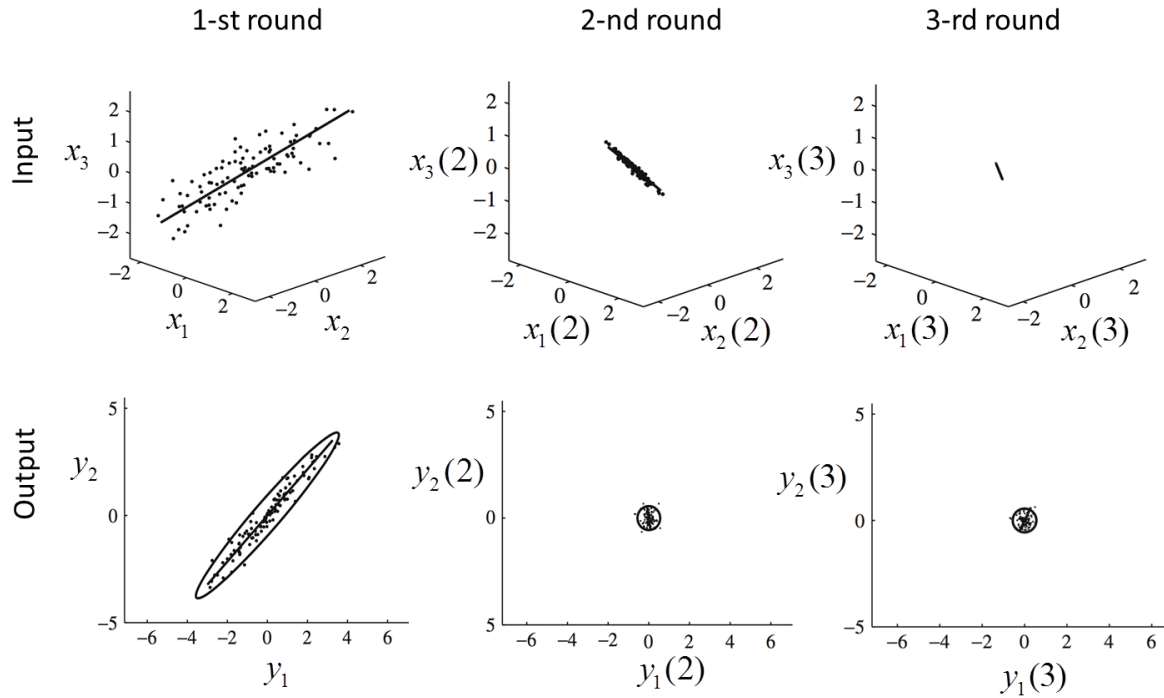 1-st round 2-nd round 3-rd round
Input
x₃
2
1
0
−1
−2
−2
0
2
−2
0
2
x₁
x₂
x₃(2)
2
1
0
−1
−2
−2
0
2
−2
0
2
x₁(2)
x₂(2)
x₃(3)
2
1
0
−1
−2
−2
0
2
−2
0
2
x₁(3)
x₂(3)
Output
y₂
5
0
−5
−6 −4 −2 0 2 4 6
y₁
y₂(2)
5
0
5
−6 −4 −2 0 2 4 6
y₁(2)
y₂(3)
5
0
−5
−6 −4 −2 0 2 4 6
y₁(3)